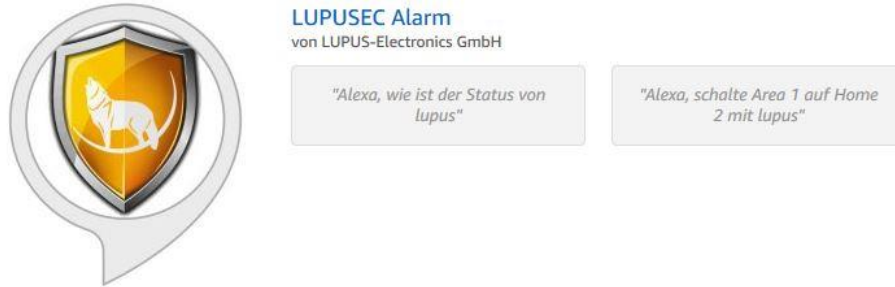 LUPUSEC Alarm
von LUPUS-Electronics GmbH
"Alexa, wie ist der Status von
lupus"
"Alexa, schalte Area 1 auf Home
2 mit lupus"